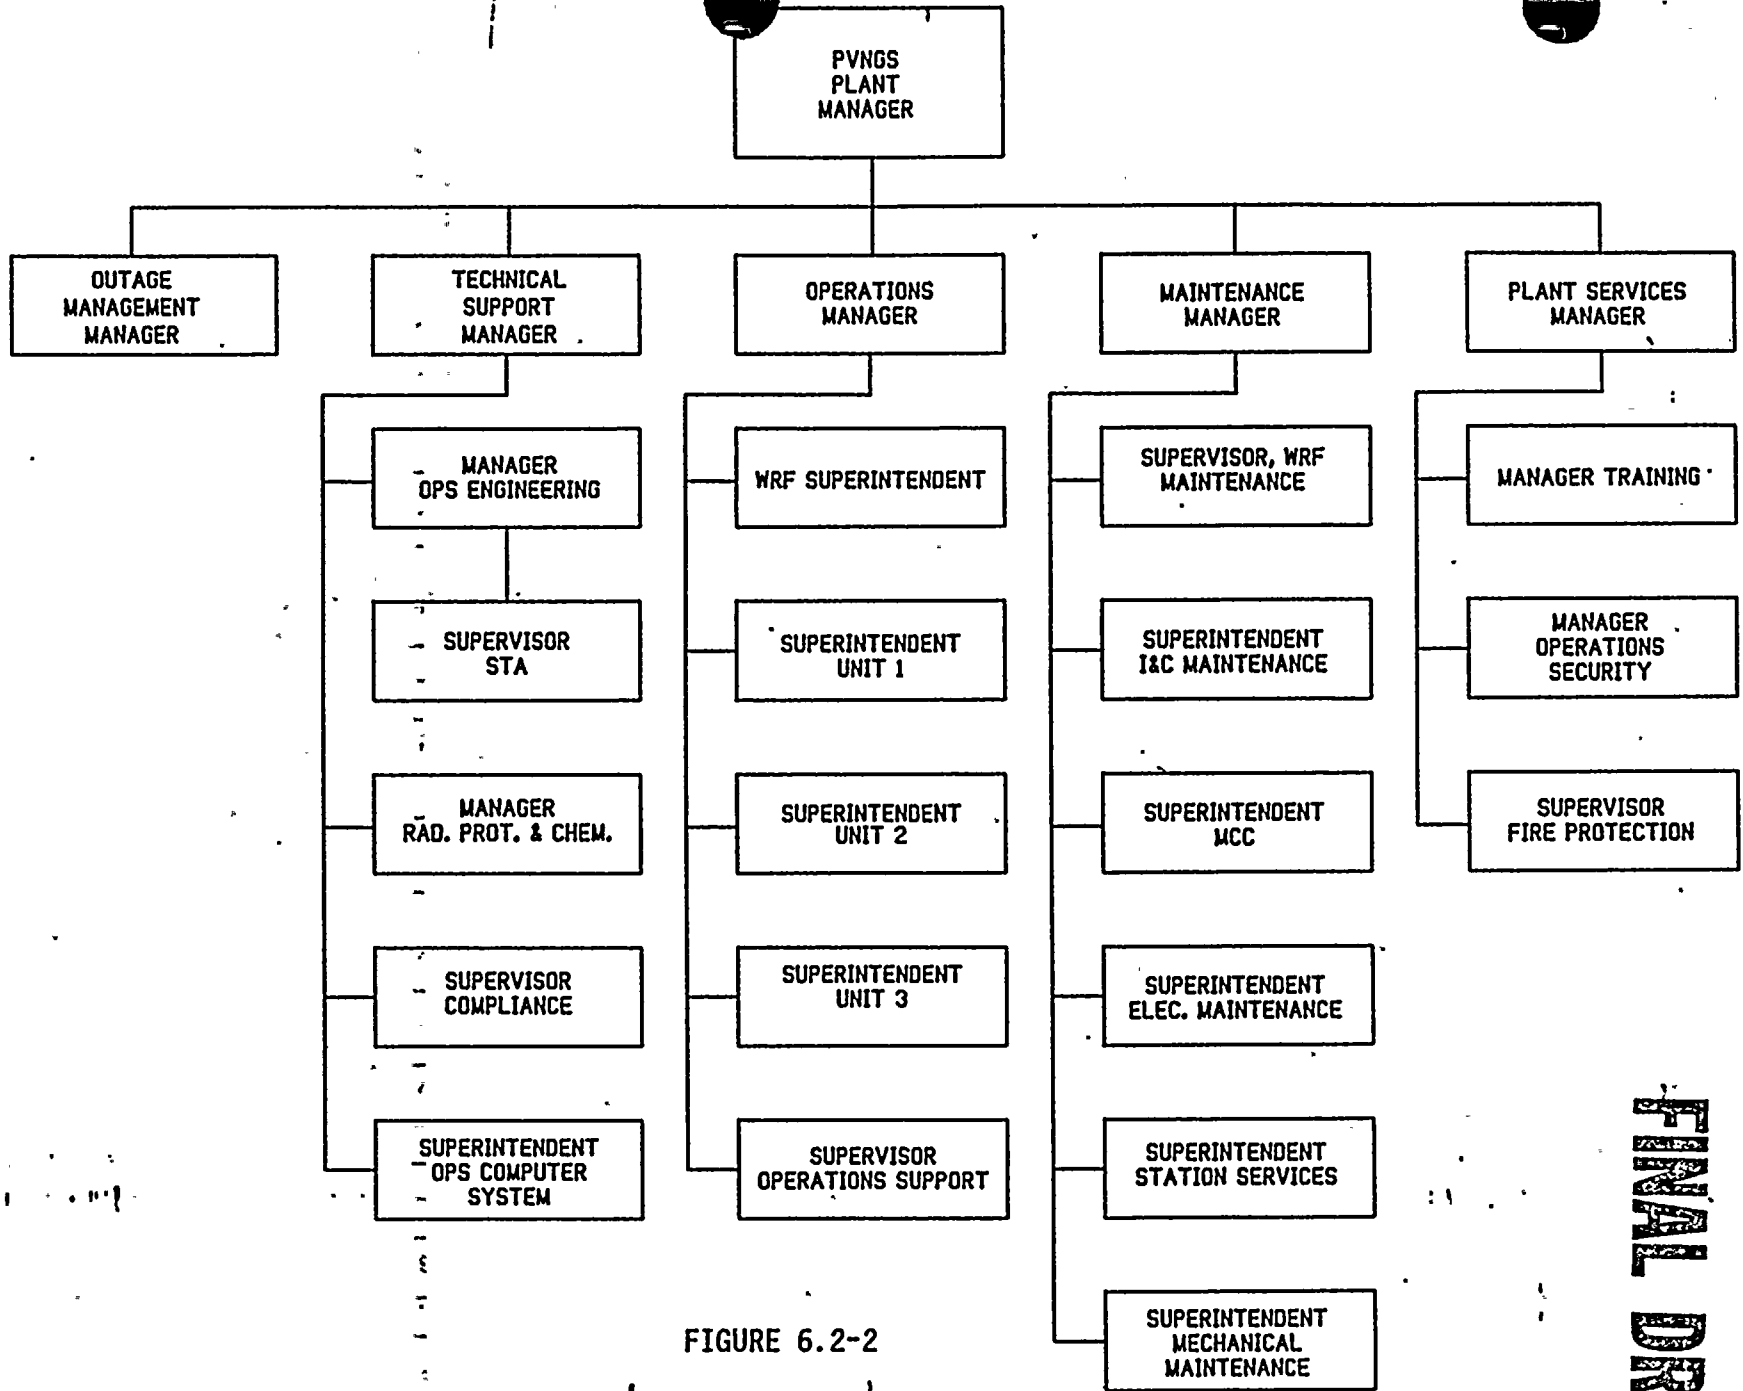 PVNGS
PLANT
MANAGER
OUTAGE
MANAGEMENT
MANAGER
TECHNICAL
SUPPORT
MANAGER
OPERATIONS
MANAGER
MAINTENANCE
MANAGER
PLANT SERVICES
MANAGER
MANAGER
OPS ENGINEERING
SUPERVISOR
STA
MANAGER
RAD. PROT. & CHEM.
SUPERVISOR
COMPLIANCE
SUPERINTENDENT
OPS COMPUTER
SYSTEM
WRF SUPERINTENDENT
SUPERINTENDENT
UNIT 1
SUPERINTENDENT
UNIT 2
SUPERINTENDENT
UNIT 3
SUPERVISOR
OPERATIONS SUPPORT
SUPERVISOR, WRF
MAINTENANCE
SUPERINTENDENT
I&C MAINTENANCE
SUPERINTENDENT
MCC
SUPERINTENDENT
ELEC. MAINTENANCE
SUPERINTENDENT
STATION SERVICES
SUPERINTENDENT
MECHANICAL
MAINTENANCE
MANAGER TRAINING
MANAGER
OPERATIONS
SECURITY
SUPERVISOR
FIRE PROTECTION
FIGURE 6.2-2
FINAL DR